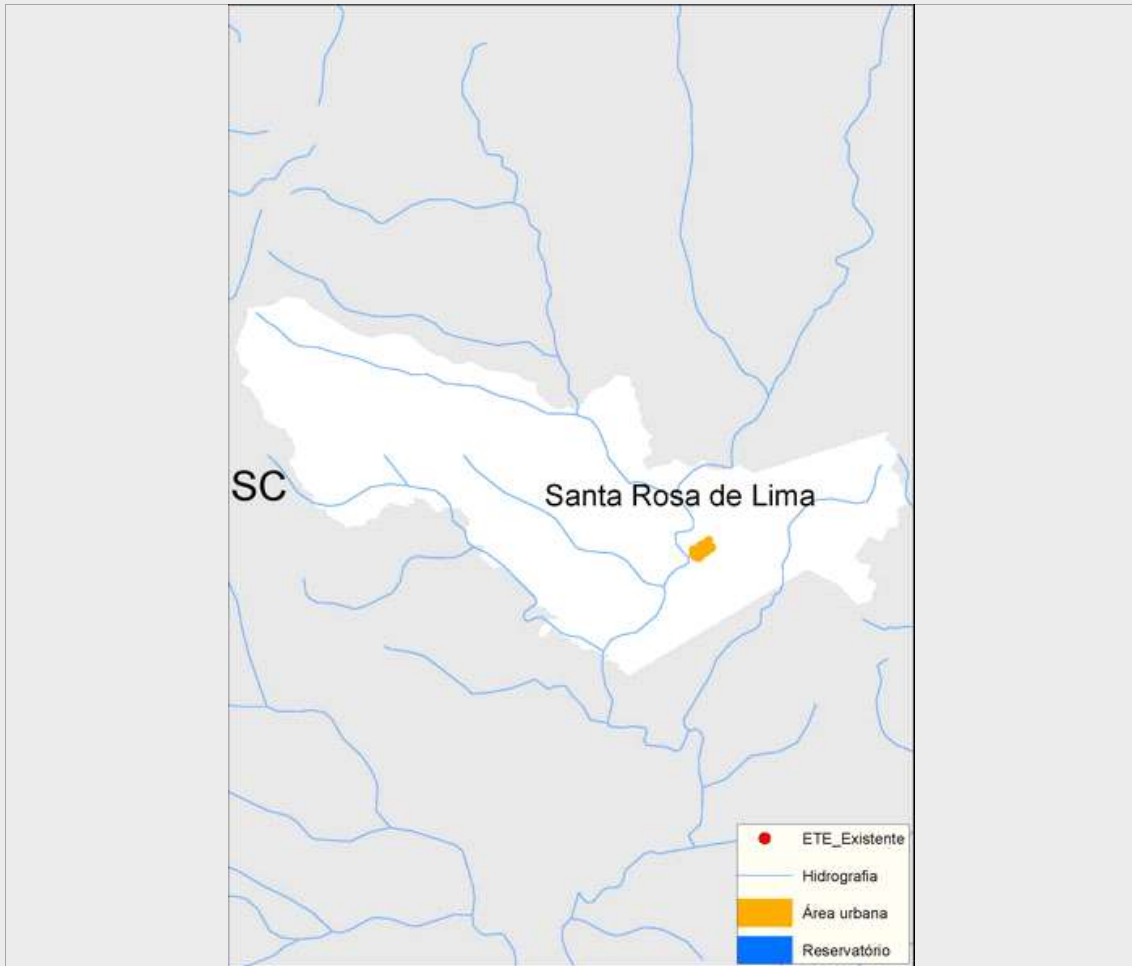 SC
Santa Rosa de Lima
ETE_Existente
Hidrografia
Área urbana
Reservatório